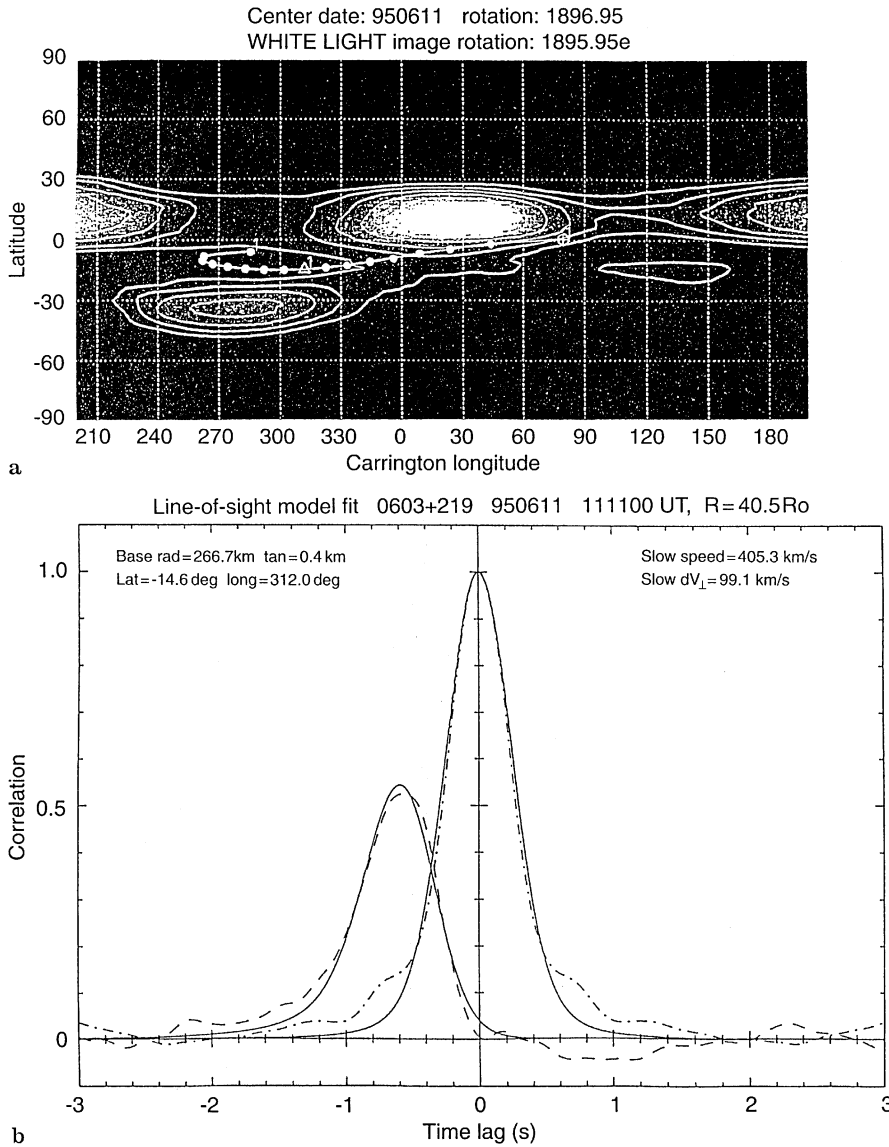 Center date: 950611 rotation: 1896.95
WHITE LIGHT image rotation: 1895.95e
90
60
30
0
-30
-60
-90
Latitude
210 240 270 300 330 0 30 60 90 120 150 180
Carrington longitude
a
Line-of-sight model fit 0603+219 950611 111100 UT, R=40.5Ro
Base rad=266.7km tan=0.4km
Lat=-14.6 deg long=312.0 deg
Slow speed=405.3 km/s
Slow dV⊥=99.1 km/s
1.0
0.5
0
Correlation
-3 -2 -1 0 1 2 3
Time lag (s)
b